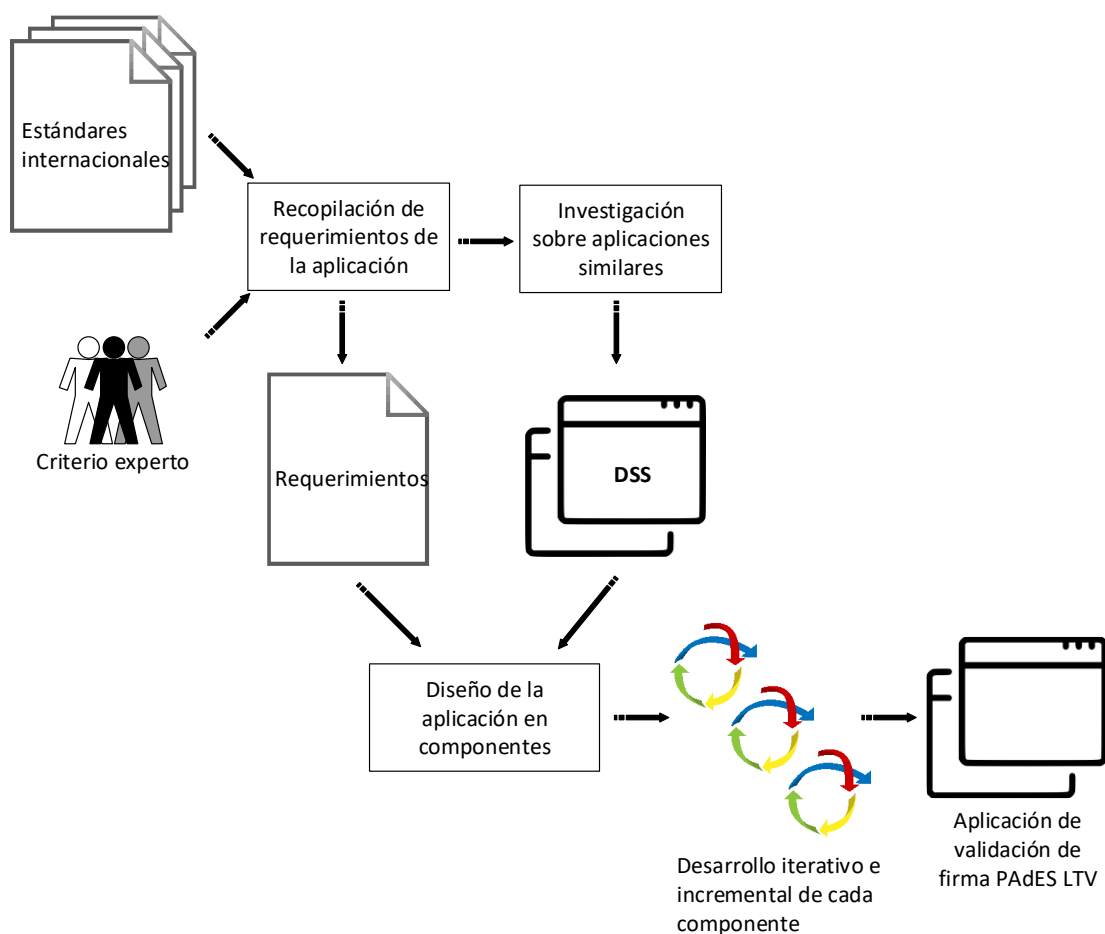 Estándares
internacionales
Recopilación de
requerimientos de
la aplicación
Investigación
sobre aplicaciones
similares
Criterio experto
Requerimientos
DSS
Diseño de la
aplicación en
componentes
Desarrollo iterativo e
incremental de cada
componente
Aplicación de
validación de
firma PAdES LTV